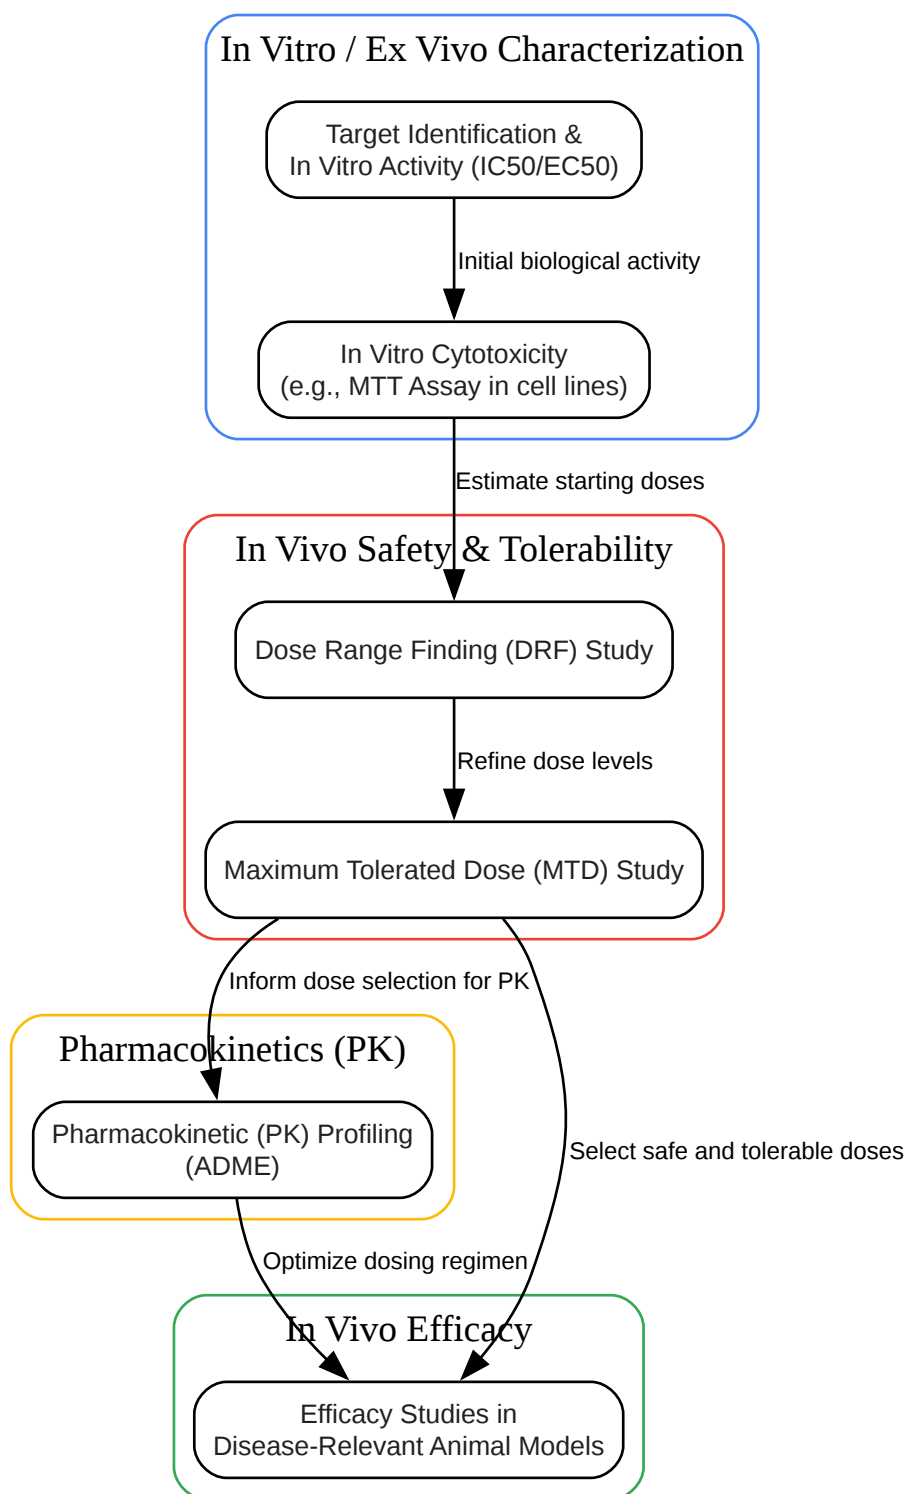 In Vitro / Ex Vivo Characterization
Target Identification &
In Vitro Activity (IC50/EC50)
Initial biological activity
In Vitro Cytotoxicity
(e.g., MTT Assay in cell lines)
Estimate starting doses
In Vivo Safety & Tolerability
Dose Range Finding (DRF) Study
Refine dose levels
Maximum Tolerated Dose (MTD) Study
Inform dose selection for PK
Pharmacokinetics (PK)
Pharmacokinetic (PK) Profiling
(ADME)
Select safe and tolerable doses
Optimize dosing regimen
In Vivo Efficacy
Efficacy Studies in
Disease-Relevant Animal Models